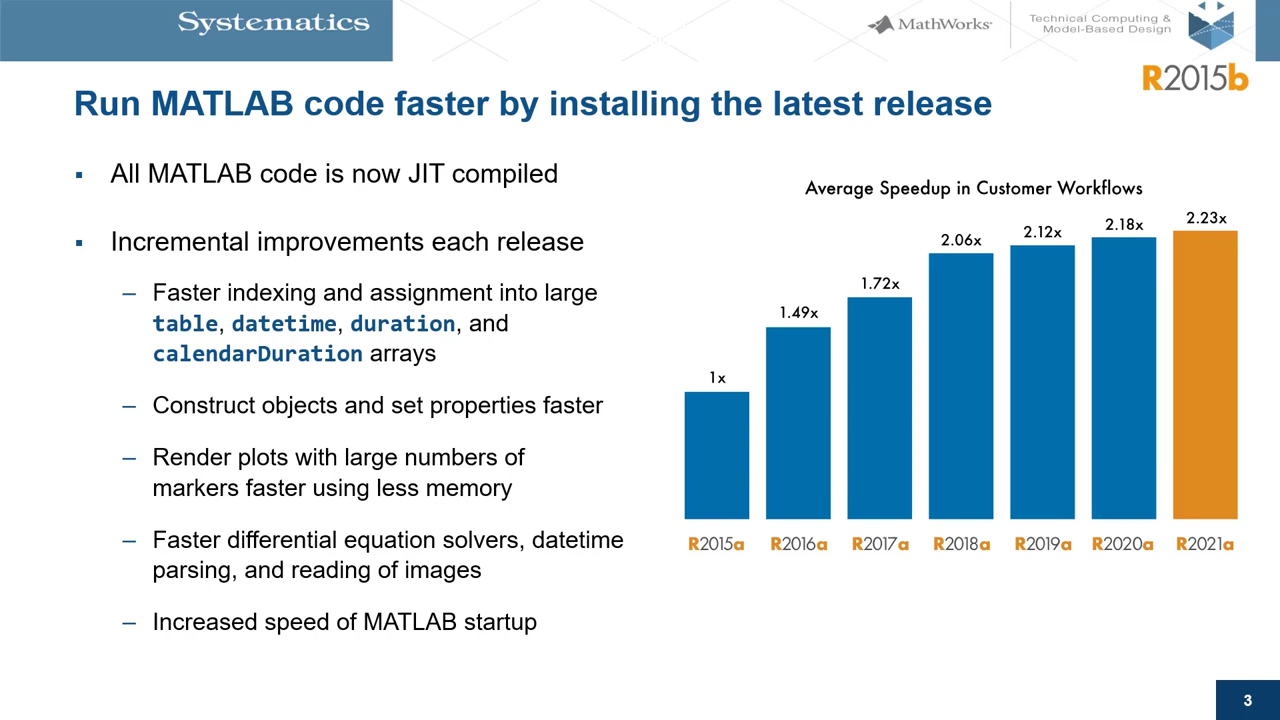 Systematics
MathWorks
Technical Computing &
Model-Based Design
R2015b
Run MATLAB code faster by installing the latest release
▪ All MATLAB code is now JIT compiled
▪ Incremental improvements each release
– Faster indexing and assignment into large
table, datetime, duration, and
calendarDuration arrays
– Construct objects and set properties faster
– Render plots with large numbers of
markers faster using less memory
– Faster differential equation solvers, datetime
parsing, and reading of images
– Increased speed of MATLAB startup
Average Speedup in Customer Workflows
1x
1.49x
1.72x
2.06x
2.12x
2.18x
2.23x
R2015a R2016a R2017a R2018a R2019a R2020a R2021a
3